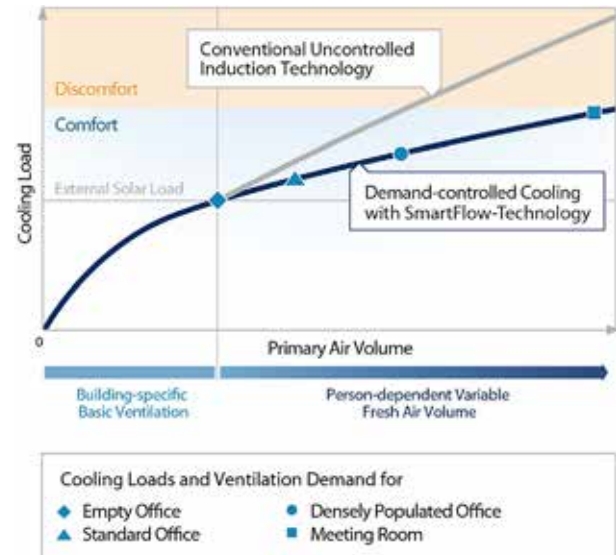 Conventional Uncontrolled
Induction Technology
Discomfort
Comfort
External Solar Load
Cooling Load
Demand-controlled Cooling
with SmartFlow-Technology
0
Primary Air Volume
Building-specific
Basic Ventilation
Person-dependent Variable
Fresh Air Volume
Cooling Loads and Ventilation Demand for
Empty Office
Densely Populated Office
Standard Office
Meeting Room